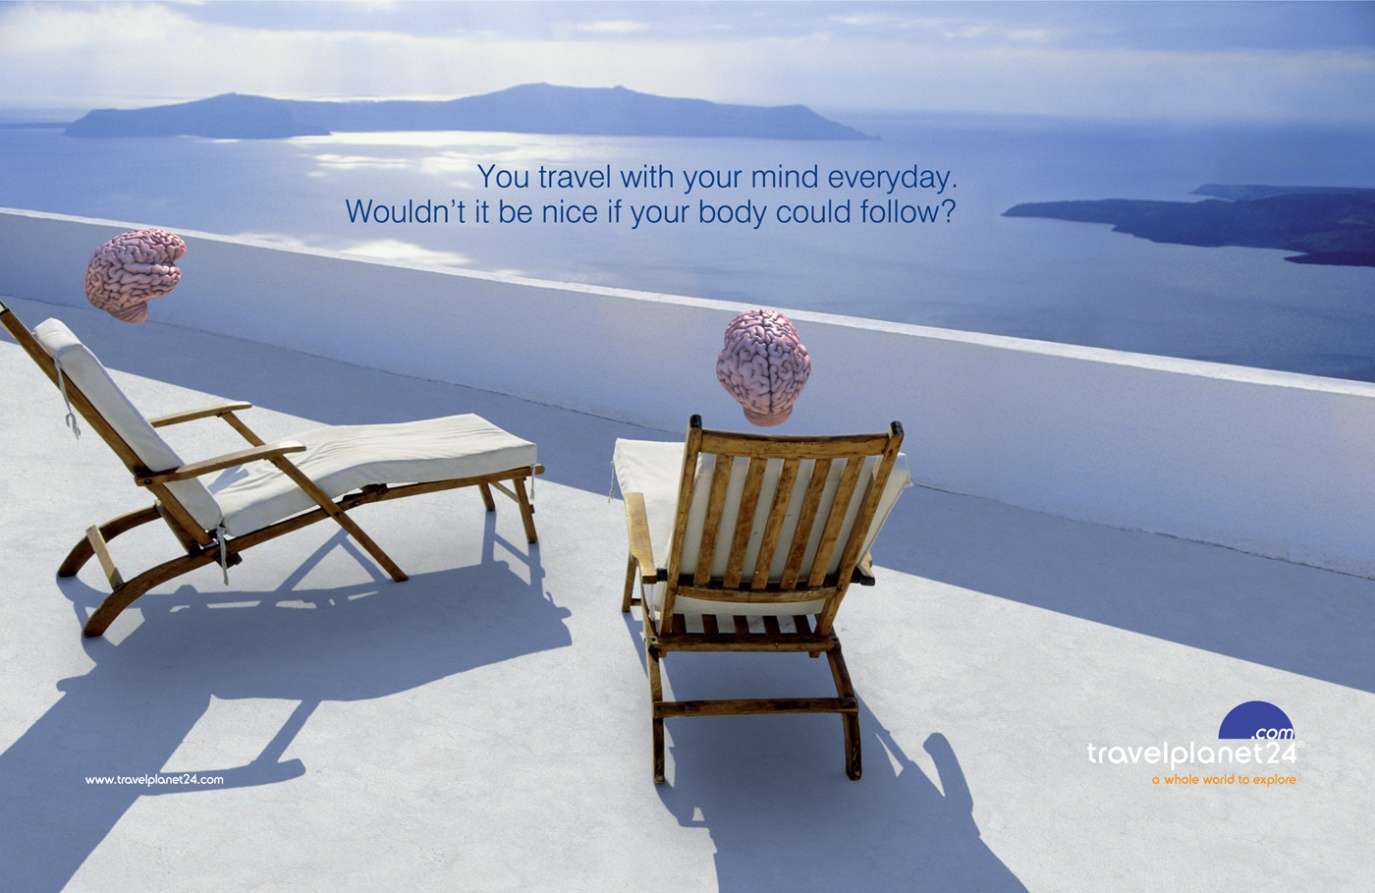 You travel with your mind everyday.
Wouldn't it be nice if your body could follow?
.com
travelplanet24®
a whole world to explore
www.travelplanet24.com